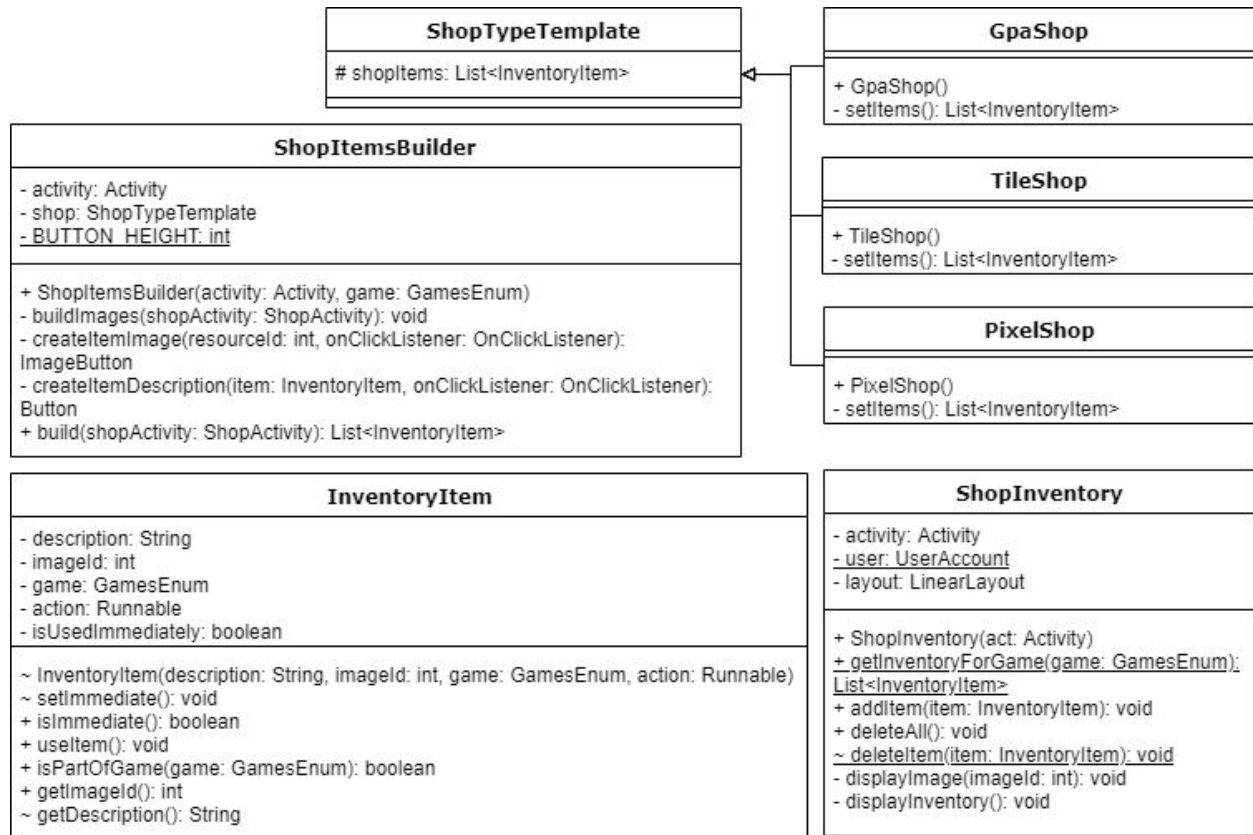 ShopTypeTemplate
# shopItems: List<InventoryItem>
GpaShop
+ GpaShop()
- setItems(): List<InventoryItem>
ShopItemsBuilder
- activity: Activity
- shop: ShopTypeTemplate
- BUTTON_HEIGHT: int
+ ShopItemsBuilder(activity: Activity, game: GamesEnum)
- buildImages(shopActivity: ShopActivity): void
- createItemImage(resourceId: int, onClickListener: OnClickListener):
ImageButton
- createItemDescription(item: InventoryItem, onClickListener: OnClickListener):
Button
+ build(shopActivity: ShopActivity): List<InventoryItem>
TileShop
+ TileShop()
- setItems(): List<InventoryItem>
PixelShop
+ PixelShop()
- setItems(): List<InventoryItem>
InventoryItem
- description: String
- imageId: int
- game: GamesEnum
- action: Runnable
- isUsedImmediately: boolean
~ InventoryItem(description: String, imageId: int, game: GamesEnum, action: Runnable)
~ setImmediate(): void
+ isImmediate(): boolean
+ useItem(): void
+ isPartOfGame(game: GamesEnum): boolean
+ getImageId(): int
~ getDescription(): String
ShopInventory
- activity: Activity
- user: UserAccount
- layout: LinearLayout
+ ShopInventory(act: Activity)
+ getInventoryForGame(game: GamesEnum):
List<InventoryItem>
+ addItem(item: InventoryItem): void
+ deleteAll(): void
~ deleteItem(item: InventoryItem): void
- displayImage(imageId: int): void
- displayInventory(): void